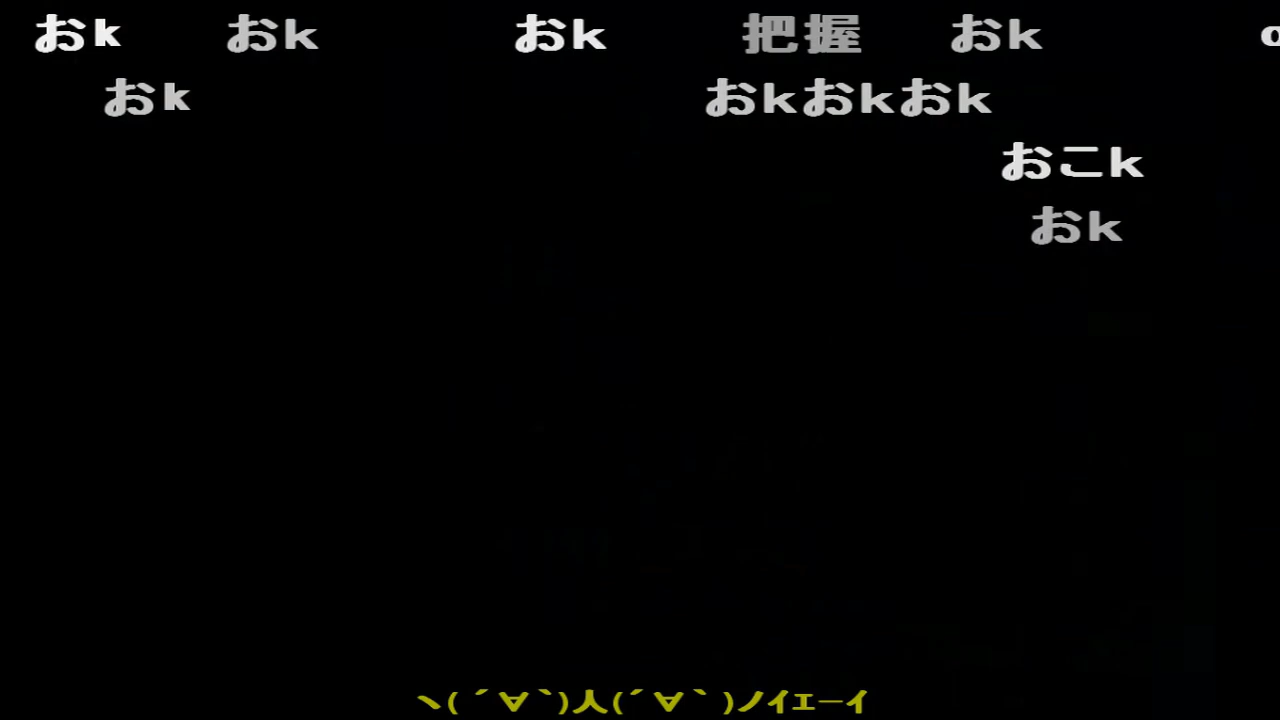 おk おk おk 把握 おk
おk おkおkおk
おこk
おk
ヽ( ´∀`)人(´∀` )ノイエーイ